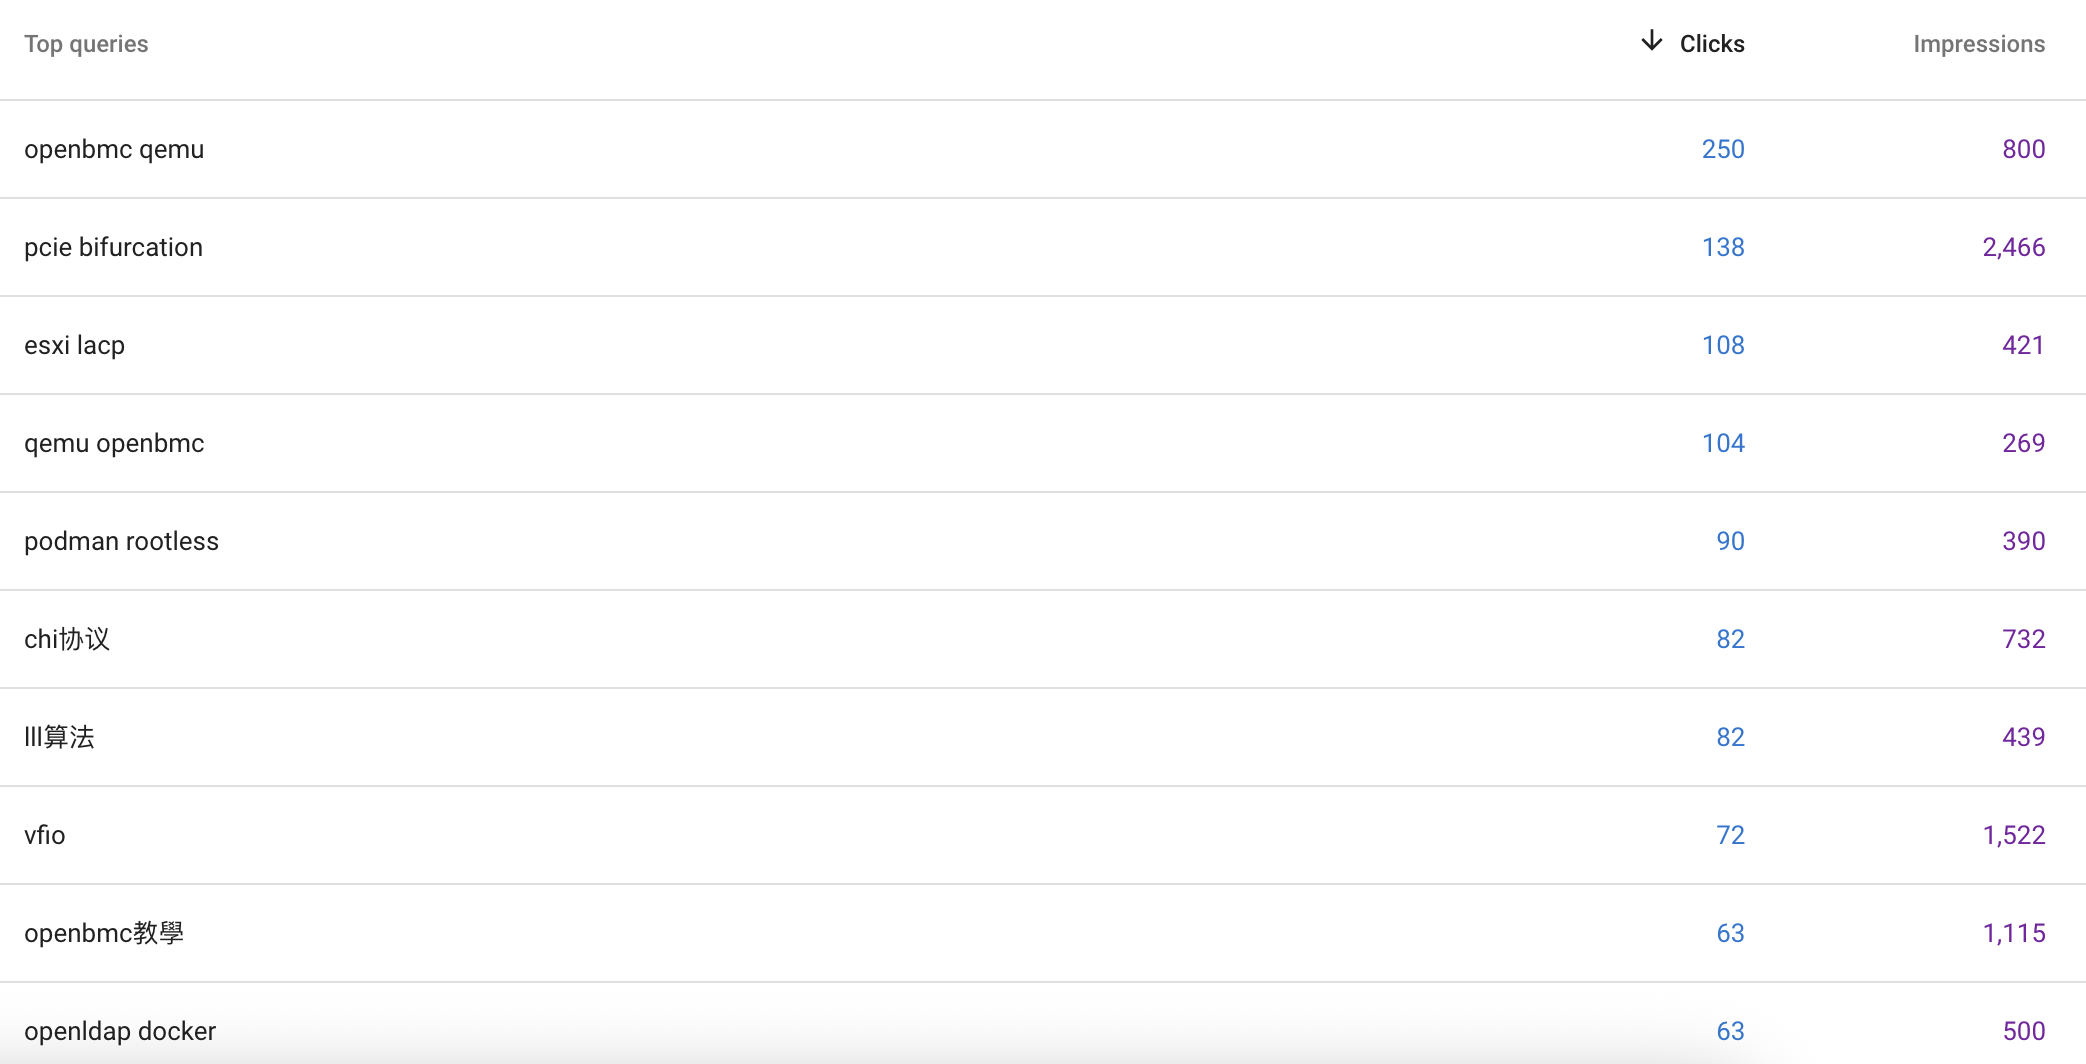 Top queries Clicks Impressions
openbmc qemu 250 800
pcie bifurcation 138 2,466
esxi lacp 108 421
qemu openbmc 104 269
podman rootless 90 390
chi协议 82 732
lll算法 82 439
vfio 72 1,522
openbmc教學 63 1,115
openldap docker 63 500